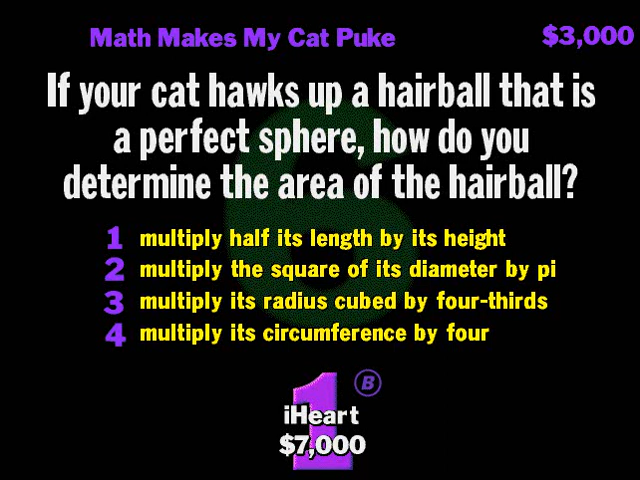 Math Makes My Cat Puke
$3,000
If your cat hawks up a hairball that is
a perfect sphere, how do you
determine the area of the hairball?
6
1 multiply half its length by its height
2 multiply the square of its diameter by pi
3 multiply its radius cubed by four-thirds
4 multiply its circumference by four
1
B
iHeart
$7,000